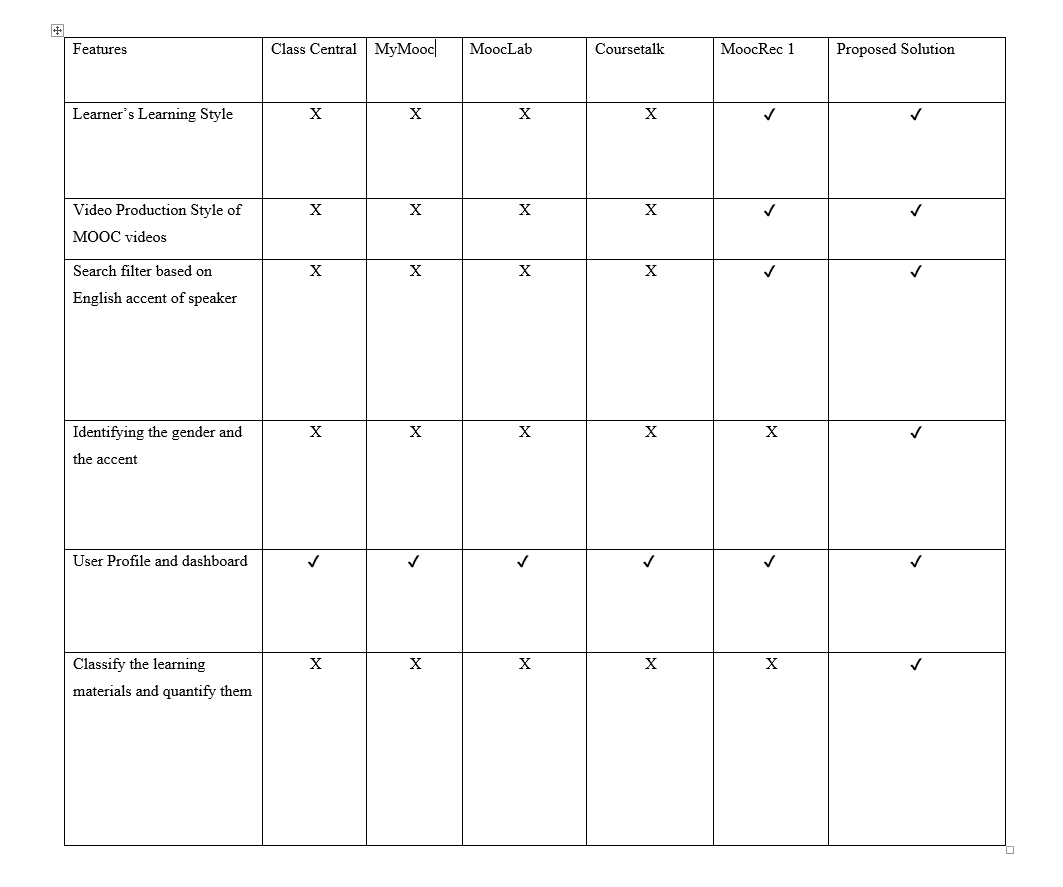 Features Class Central MyMooc MoocLab Coursetalk MoocRec 1 Proposed Solution
Learner's Learning Style X X X X ✓ ✓
Video Production Style of X X X X ✓ ✓
MOOC videos
Search filter based on X X X X ✓ ✓
English accent of speaker
Identifying the gender and X X X X X ✓
the accent
User Profile and dashboard ✓ ✓ ✓ ✓ ✓ ✓
Classify the learning X X X X X ✓
materials and quantify them